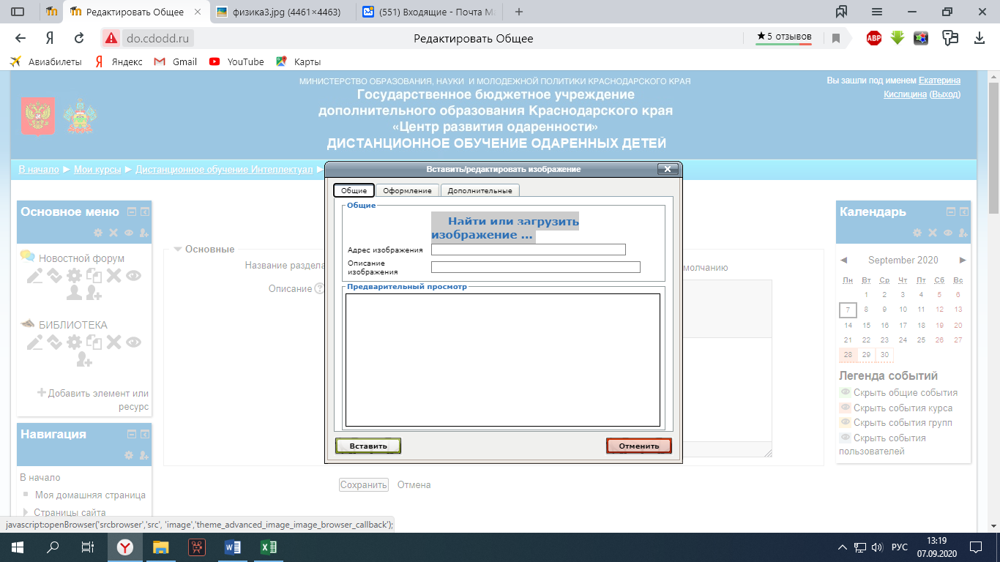 Редактировать Общее
физика3.jpg (4461×4463)
(551) Входящие - Почта Ma
do.cdodd.ru
Редактировать Общее
★5 отзывов
ABP
Авиабилеты
Яндекс
Gmail
YouTube
Карты
МИНИСТЕРСТВО ОБРАЗОВАНИЯ, НАУКИ И МОЛОДЕЖНОЙ ПОЛИТИКИ КРАСНОДАРСКОГО КРАЯ
Государственное бюджетное учреждение
дополнительного образования Краснодарского края
«Центр развития одаренности»
ДИСТАНЦИОННОЕ ОБУЧЕНИЕ ОДАРЕННЫХ ДЕТЕЙ
Вы зашли под именем Екатерина
Кислицина (Выход)
В начало ► Мои курсы ► Дистанционное обучение Интеллектуал ►
Основное меню
Новостной форум
БИБЛИОТЕКА
Добавить элемент или
ресурс
Навигация
В начало
Моя домашняя страница
Страницы сайта
Основные
Название раздела
Описание
молчанию
Вставить/редактировать изображение
Общие
Оформление
Дополнительные
Общие
Найти или загрузить
изображение ...
Адрес изображения
Описание
изображения
Предварительный просмотр
Вставить
Отменить
Сохранить
Отмена
Календарь
◄ September 2020 ►
Пн Вт Ср Чт Пт Сб Вс
1 2 3 4 5 6
7 8 9 10 11 12 13
14 15 16 17 18 19 20
21 22 23 24 25 26 27
28 29 30
Легенда событий
Скрыть общие события
Скрыть события курса
Скрыть события групп
Скрыть события
пользователей
javascript:openBrowser('srcbrowser','src', 'image','theme_advanced_image_image_browser_callback');
РУС
13:19
07.09.2020